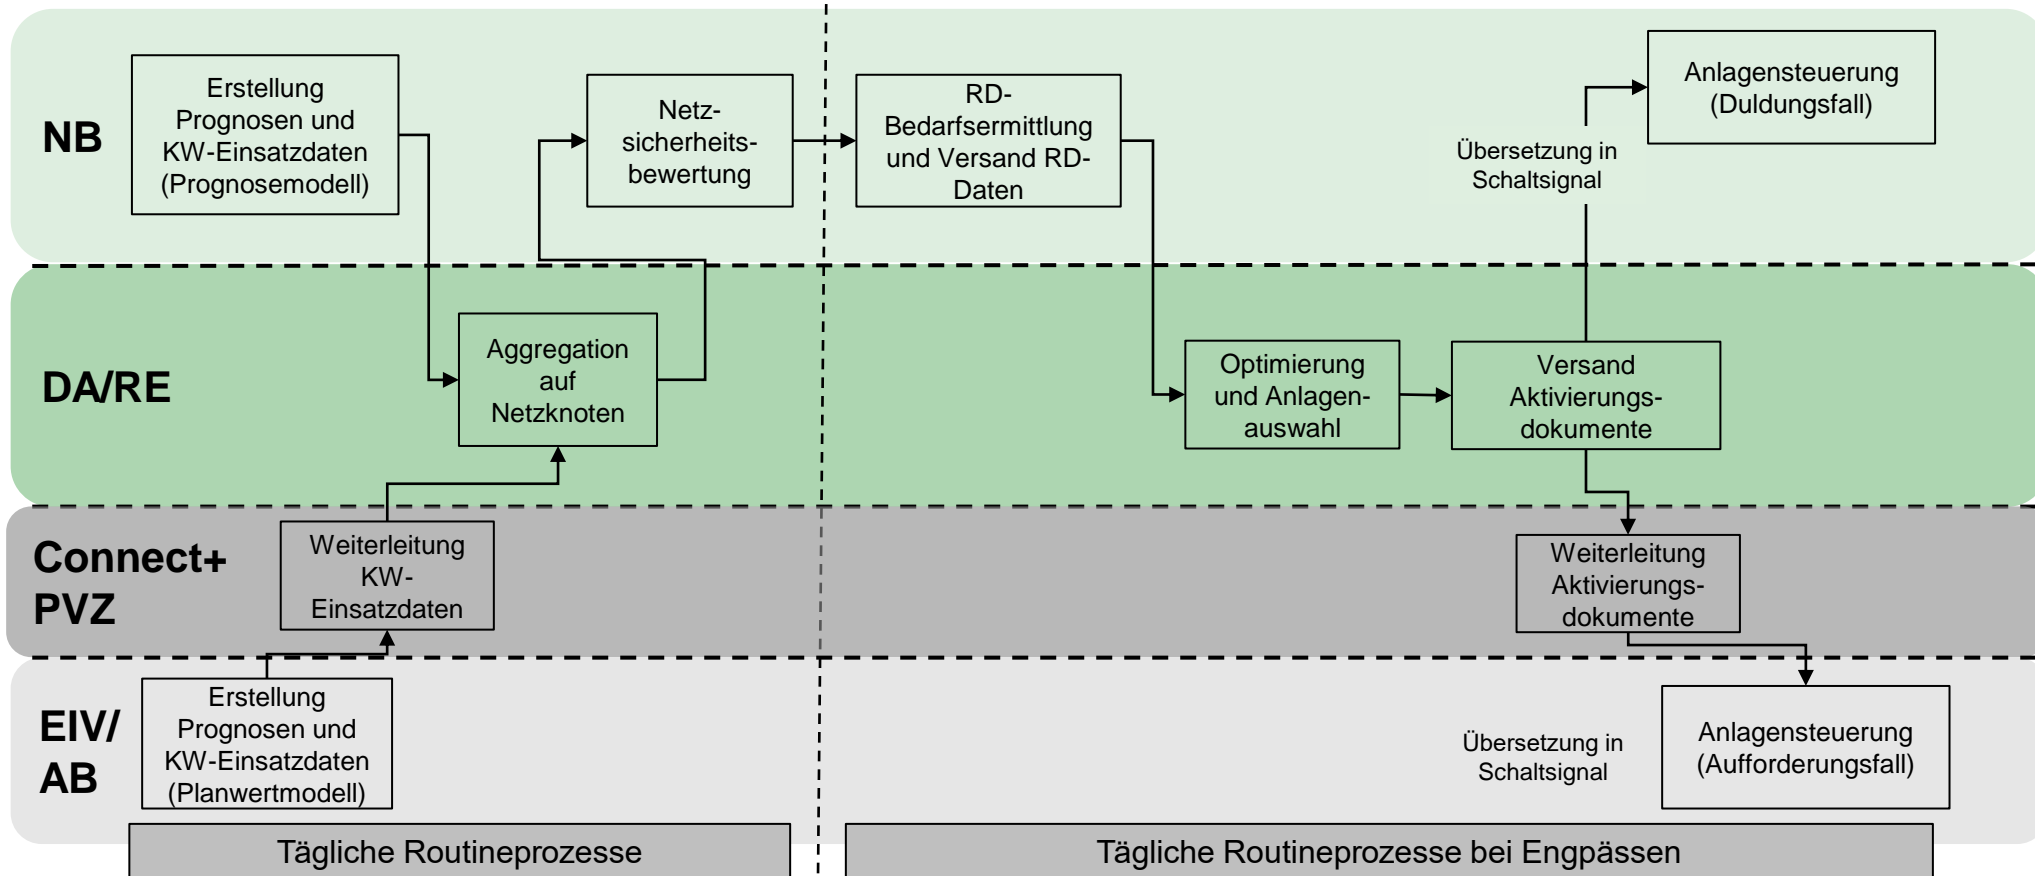 NB
Erstellung
Prognosen und
KW-Einsatzdaten
(Prognosemodell)
Netz-
sicherheits-
bewertung
RD-
Bedarfsermittlung
und Versand RD-
Daten
Übersetzung in
Schaltsignal
Anlagensteuerung
(Duldungsfall)
DA/RE
Aggregation
auf
Netzknoten
Optimierung
und Anlagen-
auswahl
Versand
Aktivierungs-
dokumente
Connect+
PVZ
Weiterleitung
KW-
Einsatzdaten
Weiterleitung
Aktivierungs-
dokumente
EIV/
AB
Erstellung
Prognosen und
KW-Einsatzdaten
(Planwertmodell)
Übersetzung in
Schaltsignal
Anlagensteuerung
(Aufforderungsfall)
Tägliche Routineprozesse
Tägliche Routineprozesse bei Engpässen